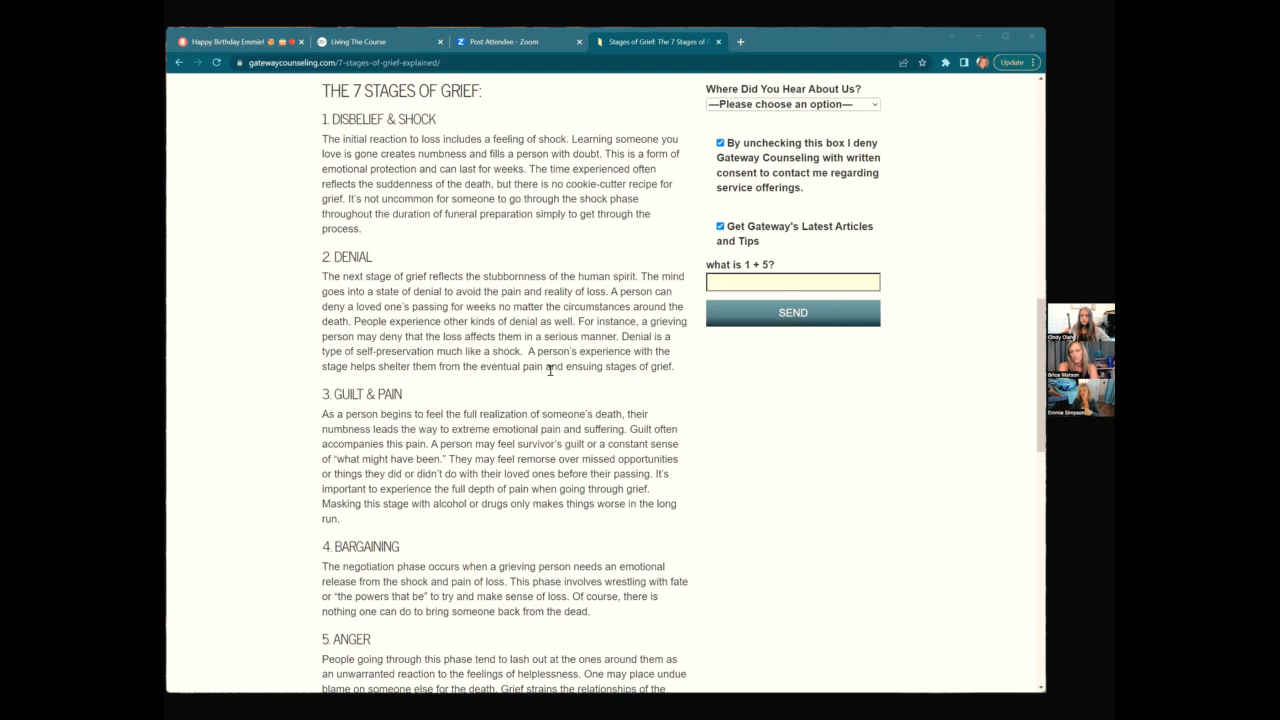 Happy Birthday Emmie!
Living The Course
Post Attendee - Zoom
Stages of Grief: The 7 Stages of
gatewaycounseling.com/7-stages-of-grief-explained/
Update
THE 7 STAGES OF GRIEF:
1. DISBELIEF & SHOCK
The initial reaction to loss includes a feeling of shock. Learning someone you
love is gone creates numbness and fills a person with doubt. This is a form of
emotional protection and can last for weeks. The time experienced often
reflects the suddenness of the death, but there is no cookie-cutter recipe for
grief. It’s not uncommon for someone to go through the shock phase
throughout the duration of funeral preparation simply to get through the
process.
2. DENIAL
The next stage of grief reflects the stubbornness of the human spirit. The mind
goes into a state of denial to avoid the pain and reality of loss. A person can
deny a loved one’s passing for weeks no matter the circumstances around the
death. People experience other kinds of denial as well. For instance, a grieving
person may deny that the loss affects them in a serious manner. Denial is a
type of self-preservation much like a shock.  A person’s experience with the
stage helps shelter them from the eventual pain and ensuing stages of grief.
3. GUILT & PAIN
As a person begins to feel the full realization of someone’s death, their
numbness leads the way to extreme emotional pain and suffering. Guilt often
accompanies this pain. A person may feel survivor’s guilt or a constant sense
of “what might have been.” They may feel remorse over missed opportunities
or things they did or didn’t do with their loved ones before their passing. It’s
important to experience the full depth of pain when going through grief.
Masking this stage with alcohol or drugs only makes things worse in the long
run.
4. BARGAINING
The negotiation phase occurs when a grieving person needs an emotional
release from the shock and pain of loss. This phase involves wrestling with fate
or “the powers that be” to try and make sense of loss. Of course, there is
nothing one can do to bring someone back from the dead.
5. ANGER
People going through this phase tend to lash out at the ones around them as
an unwarranted reaction to the feelings of helplessness. One may place undue
blame on someone else for the death. Grief strains the relationships of the
Where Did You Hear About Us?
—Please choose an option—
By unchecking this box I deny
Gateway Counseling with written
consent to contact me regarding
service offerings.
Get Gateway's Latest Articles
and Tips
what is 1 + 5?
SEND
Cindy Olah
Brice Watson
Emmie Simpson